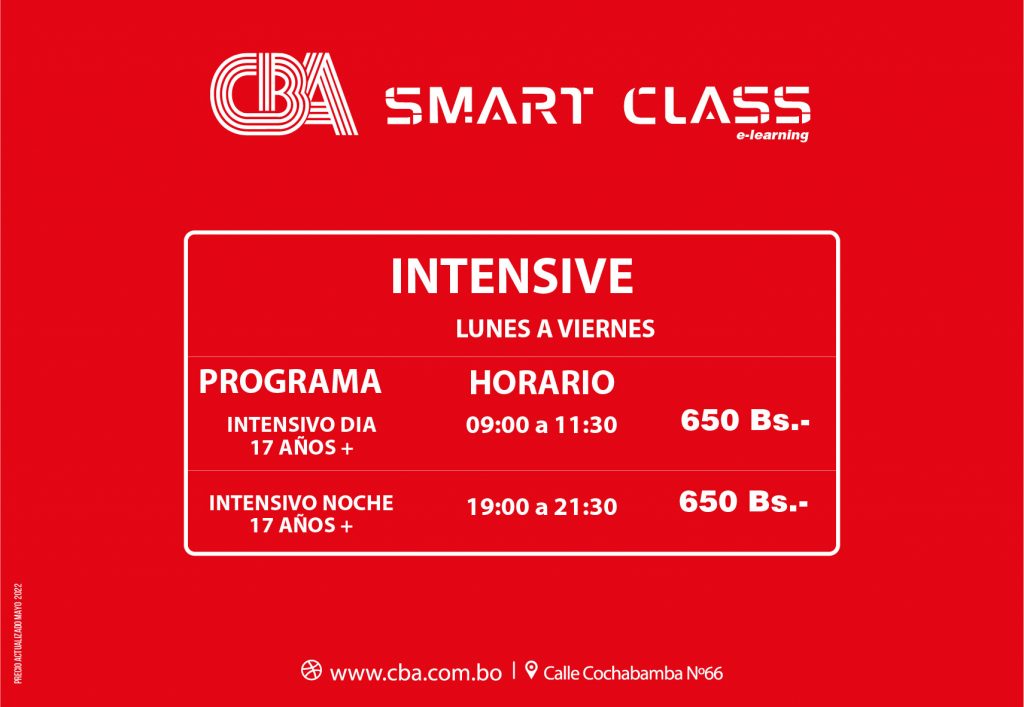 CBA SMART CLASS
e-learning
INTENSIVE
LUNES A VIERNES
PROGRAMA HORARIO
INTENSIVO DIA
17 AÑOS +
09:00 a 11:30
650 Bs.-
INTENSIVO NOCHE
17 AÑOS +
19:00 a 21:30
650 Bs.-
PRECIO ACTUALIZADO MAYO 2022
www.cba.com.bo | Calle Cochabamba Nº66